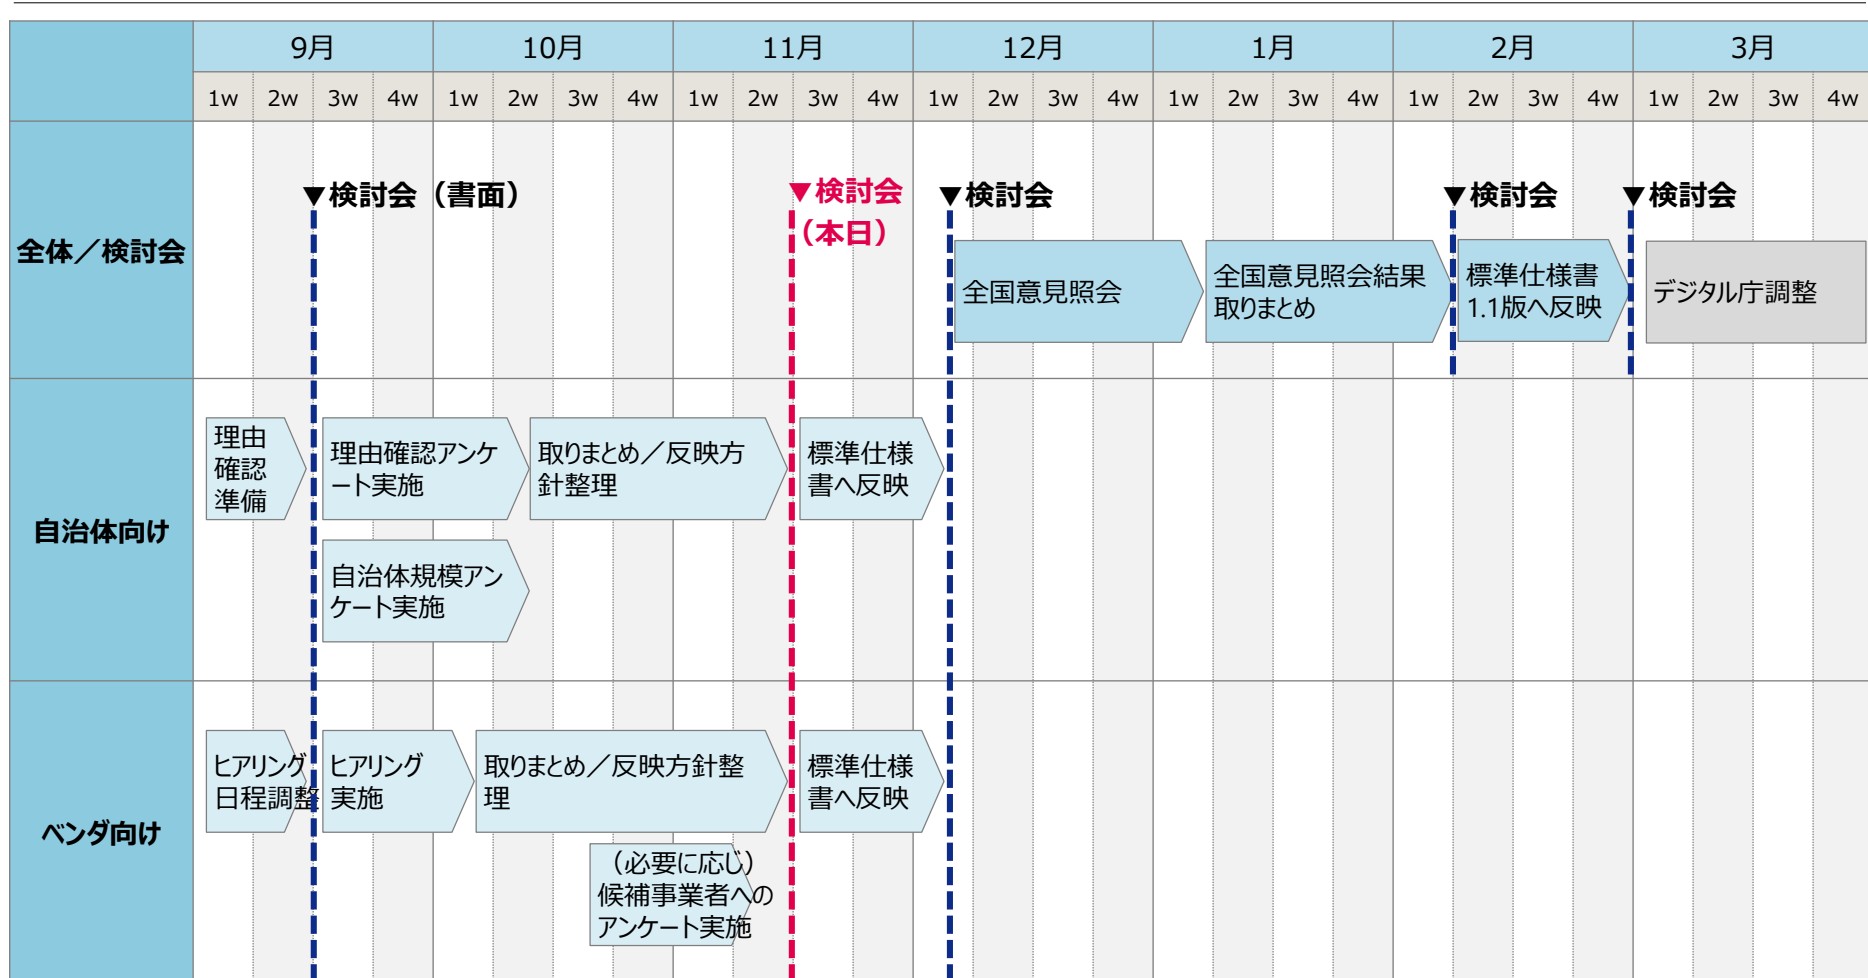 9月 10月 11月 12月 1月 2月 3月
1w 2w 3w 4w 1w 2w 3w 4w 1w 2w 3w 4w 1w 2w 3w 4w 1w 2w 3w 4w 1w 2w 3w 4w 1w 2w 3w 4w
全体／検討会
▼検討会（書面）
▼検討会
（本日）
▼検討会
▼検討会
▼検討会
全国意見照会
全国意見照会結果
取りまとめ
標準仕様書
1.1版へ反映
デジタル庁調整
自治体向け
理由
確認
準備
理由確認アンケ
ート実施
取りまとめ／反映方
針整理
標準仕様
書へ反映
自治体規模アン
ケート実施
ベンダ向け
ヒアリング
日程調整
ヒアリング
実施
取りまとめ／反映方針整
理
標準仕様
書へ反映
（必要に応じ）
候補事業者への
アンケート実施